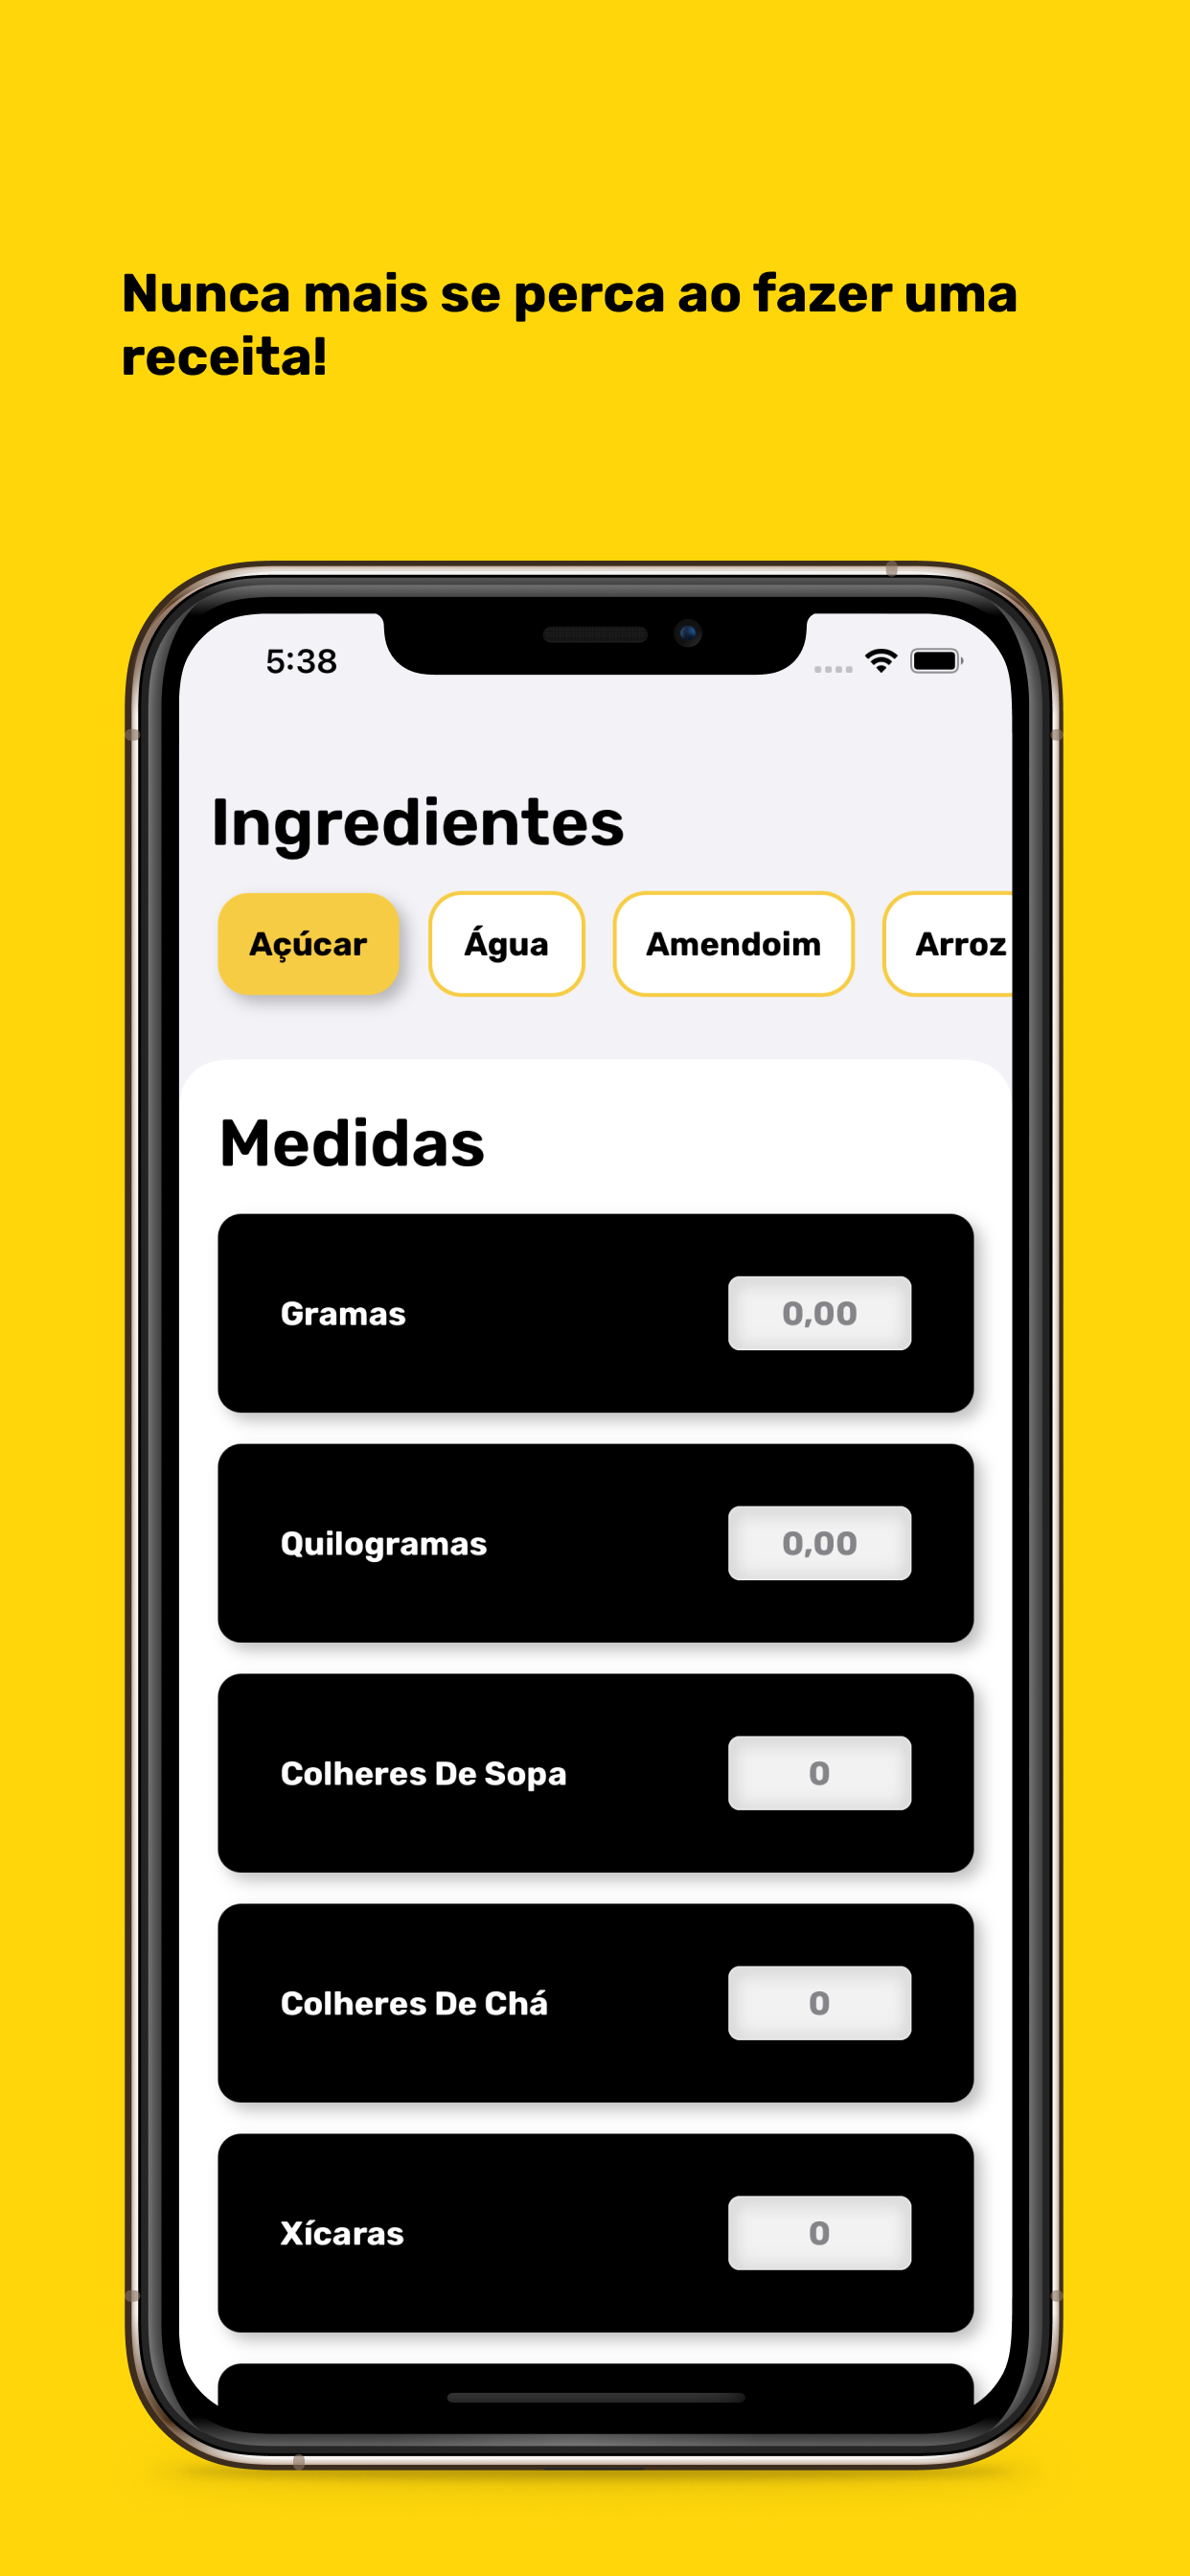 Nunca mais se perca ao fazer uma
receita!
5:38
Ingredientes
Açúcar Água Amendoim Arroz
Medidas
Gramas 0,00
Quilogramas 0,00
Colheres De Sopa 0
Colheres De Chá 0
Xícaras 0